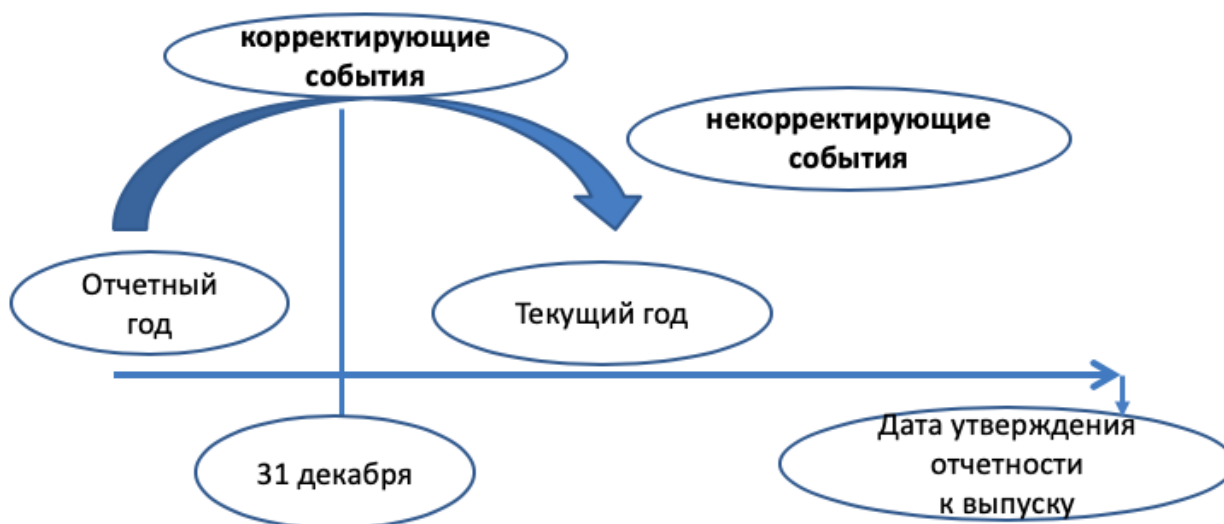 корректирующие
события
некорректирующие
события
Отчетный
год
Текущий год
31 декабря
Дата утверждения
отчетности
к выпуску